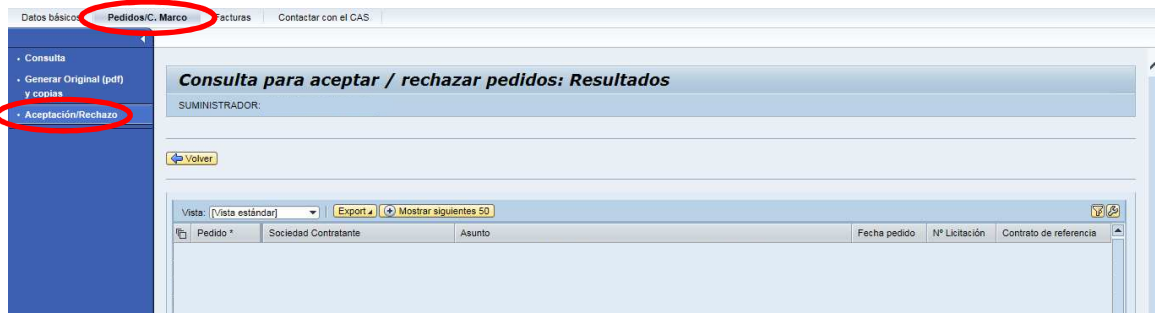 Datos básicos Pedidos/C. Marco Facturas Contactar con el CAS
• Consulta
• Generar Original (pdf)
y copias
• Aceptación/Rechazo
Consulta para aceptar / rechazar pedidos: Resultados
SUMINISTRADOR:
Volver
Vista: [Vista estándar] Export Mostrar siguientes 50
Pedido * Sociedad Contratante Asunto Fecha pedido Nº Licitación Contrato de referencia